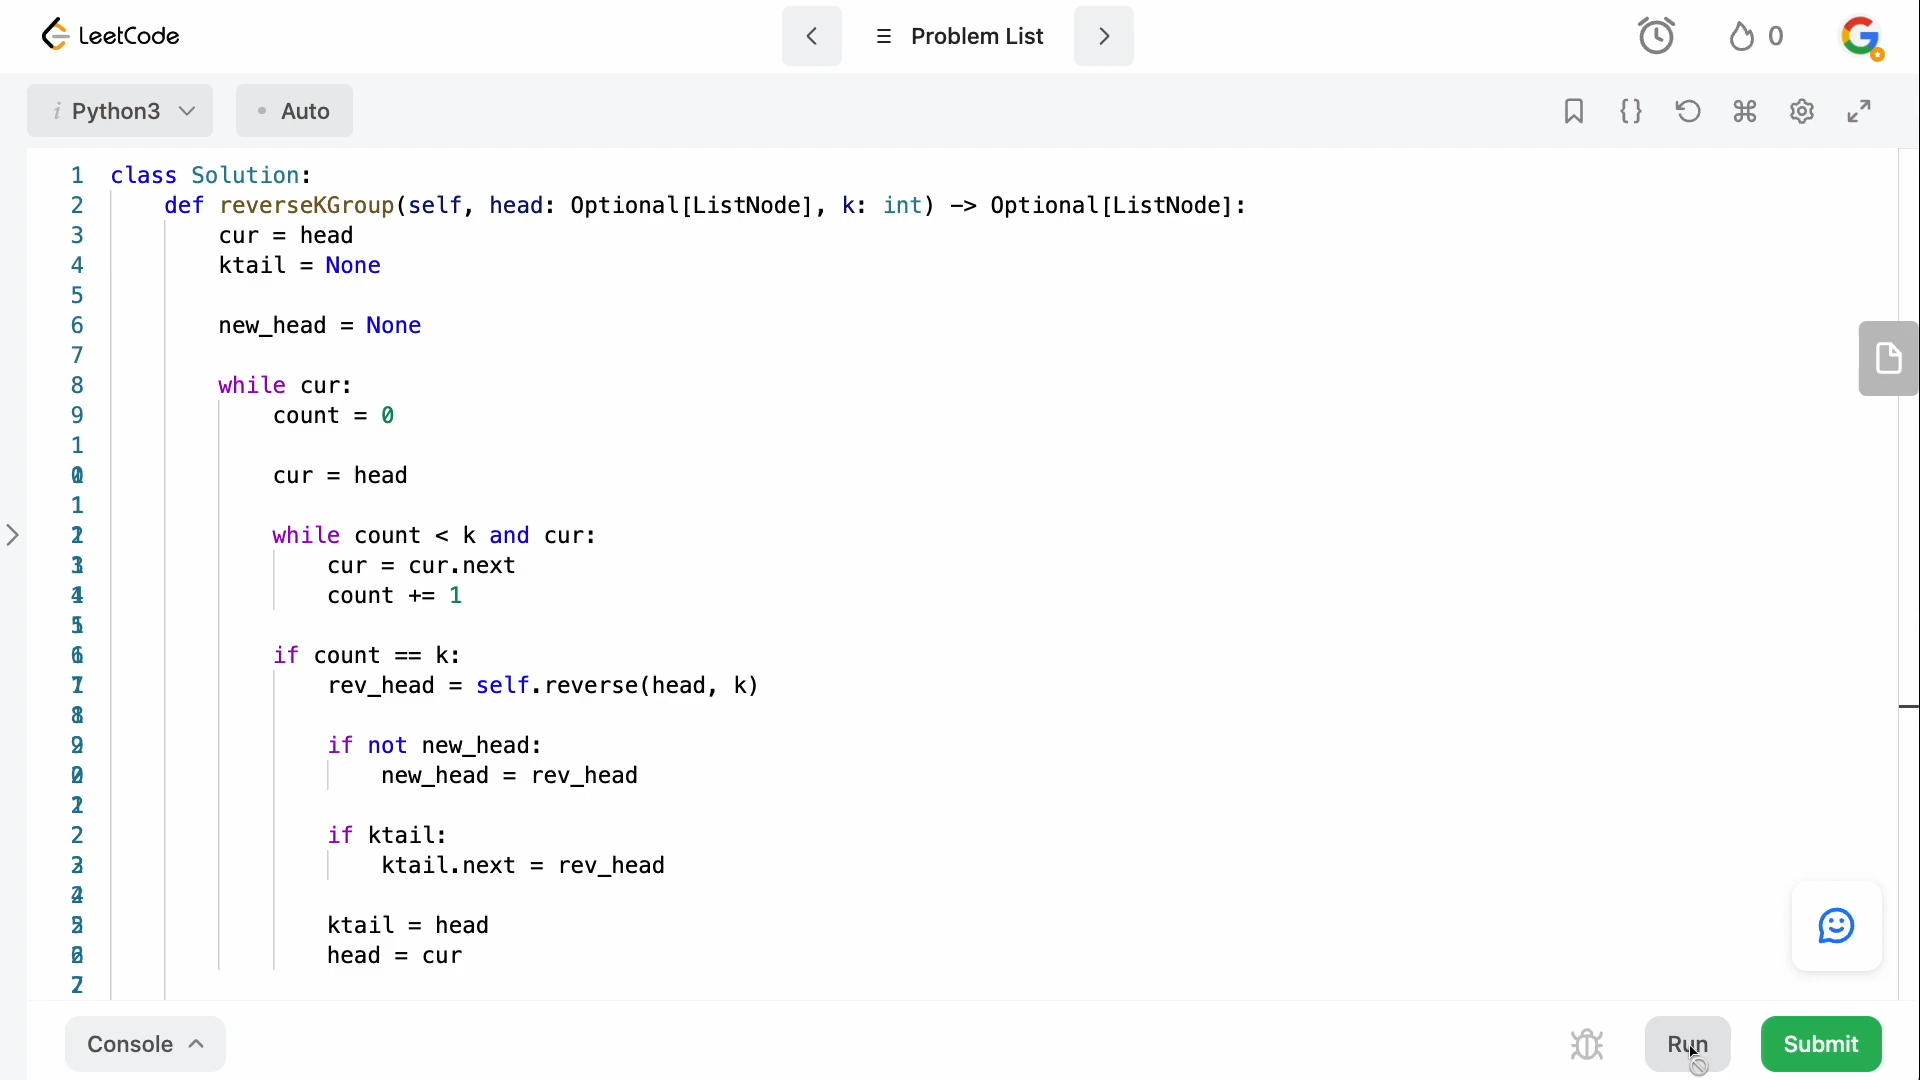 LeetCode
Problem List
0
i Python3
Auto
1 class Solution:
2 def reverseKGroup(self, head: Optional[ListNode], k: int) -> Optional[ListNode]:
3 cur = head
4 ktail = None
5
6 new_head = None
7
8 while cur:
9 count = 0
cur = head
while count < k and cur:
cur = cur.next
count += 1
if count == k:
rev_head = self.reverse(head, k)
if not new_head:
new_head = rev_head
if ktail:
ktail.next = rev_head
ktail = head
head = cur
Console
Run
Submit